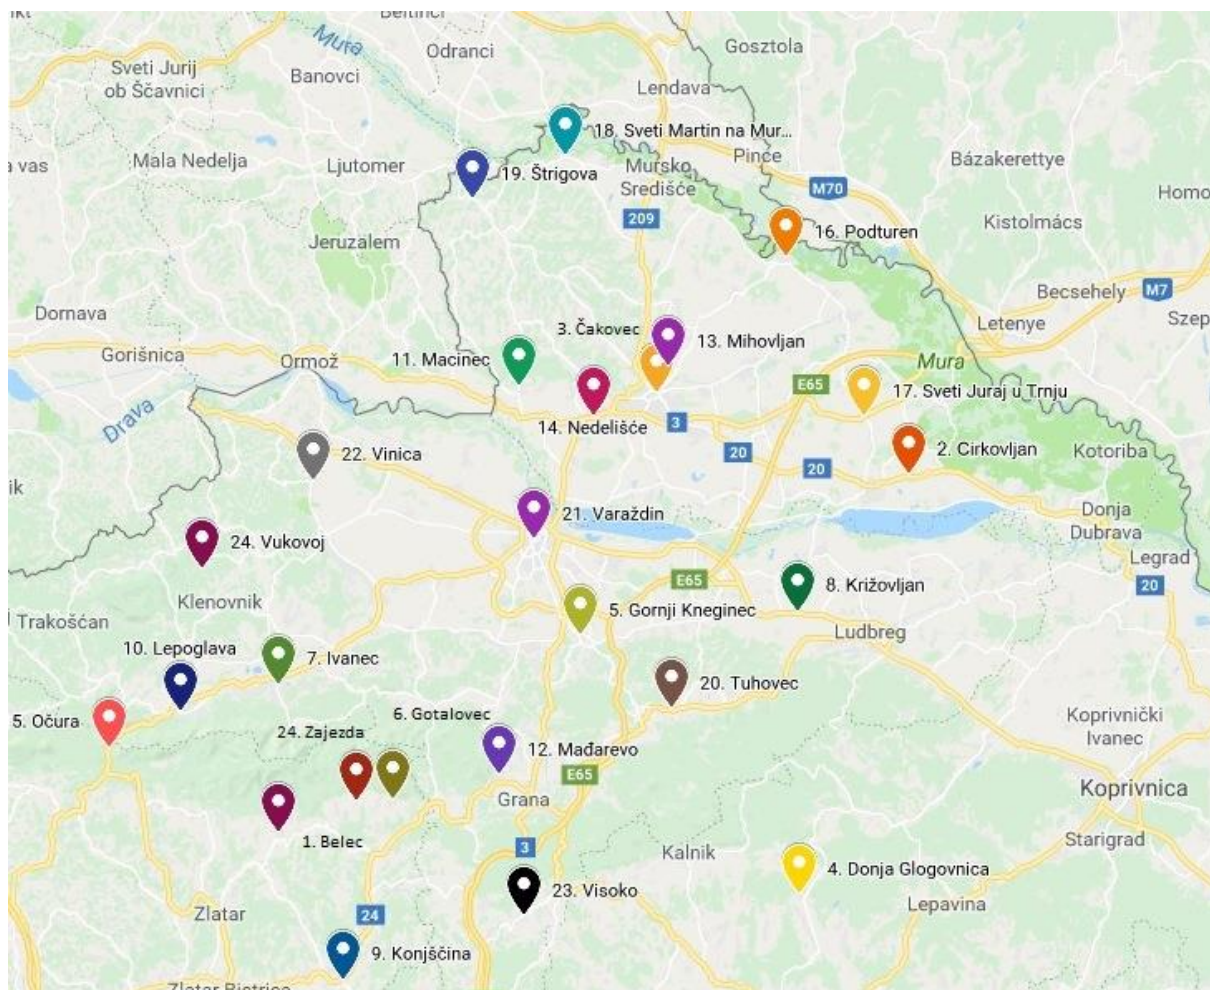 Beltinci
Mura
Odranci
Gosztola
Sveti Jurij
ob Ščavnici
Banovci
Lendava
18. Sveti Martin na Mur...
a vas
Mala Nedelja
Ljutomer
19. Štrigova
Mursko
Središće
Pince
Bázakerettye
M70
Homo
209
16. Podturen
Kistolmács
Jeruzalem
Becsehely
M7
Dornava
Letenye
Szep
Gorišnica
Ormož
11. Macinec
3. Čakovec
13. Mihovljan
Mura
E65
17. Sveti Juraj u Trnju
Drava
14. Nedelišće
3
22. Vinica
20
20
2. Cirkovljan
Kotoriba
ik
21. Varaždin
Donja
Dubrava
24. Vukovoj
Legrad
E65
8. Križovljan
20
Klenovnik
5. Gornji Kneginec
Trakošćan
Ludbreg
10. Lepoglava
7. Ivanec
20. Tuhovec
5. Očura
6. Gotalovec
24. Zajezda
12. Mađarevo
Koprivnički
Ivanec
E65
Grana
Koprivnica
1. Belec
3
Kalnik
Starigrad
4. Donja Glogovnica
23. Visoko
Lepavina
Zlatar
24
9. Konjščina
Zlatar Bistrica